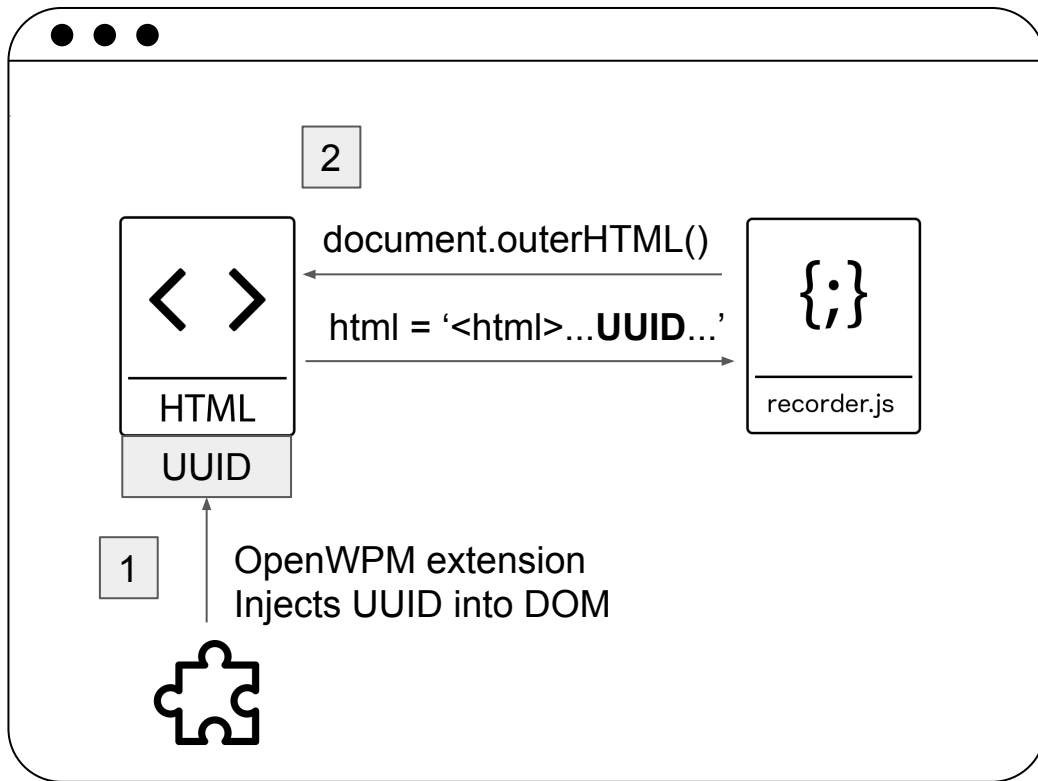 2
document.outerHTML()
html = ‘<html>...UUID...’
{;}
HTML
recorder.js
UUID
1
OpenWPM extension
Injects UUID into DOM